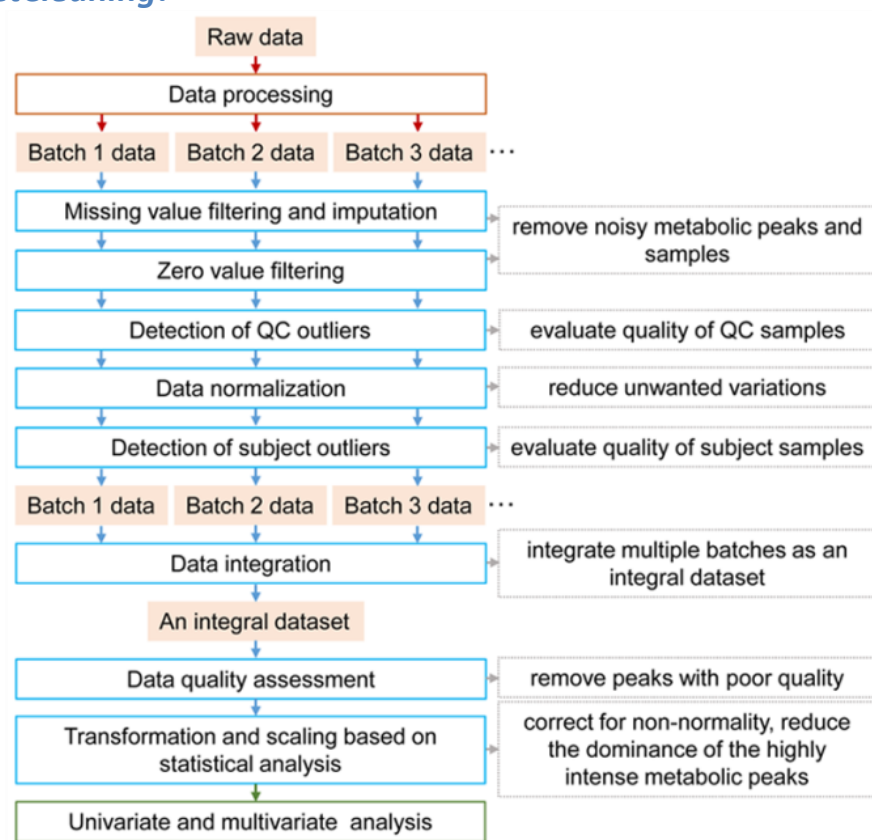 Raw data
Data processing
Batch 1 data
Batch 2 data
Batch 3 data
...
Missing value filtering and imputation
remove noisy metabolic peaks and
samples
Zero value filtering
Detection of QC outliers
evaluate quality of QC samples
Data normalization
reduce unwanted variations
Detection of subject outliers
evaluate quality of subject samples
Batch 1 data
Batch 2 data
Batch 3 data
...
Data integration
integrate multiple batches as an
integral dataset
An integral dataset
Data quality assessment
remove peaks with poor quality
Transformation and scaling based on
statistical analysis
correct for non-normality, reduce
the dominance of the highly
intense metabolic peaks
Univariate and multivariate analysis